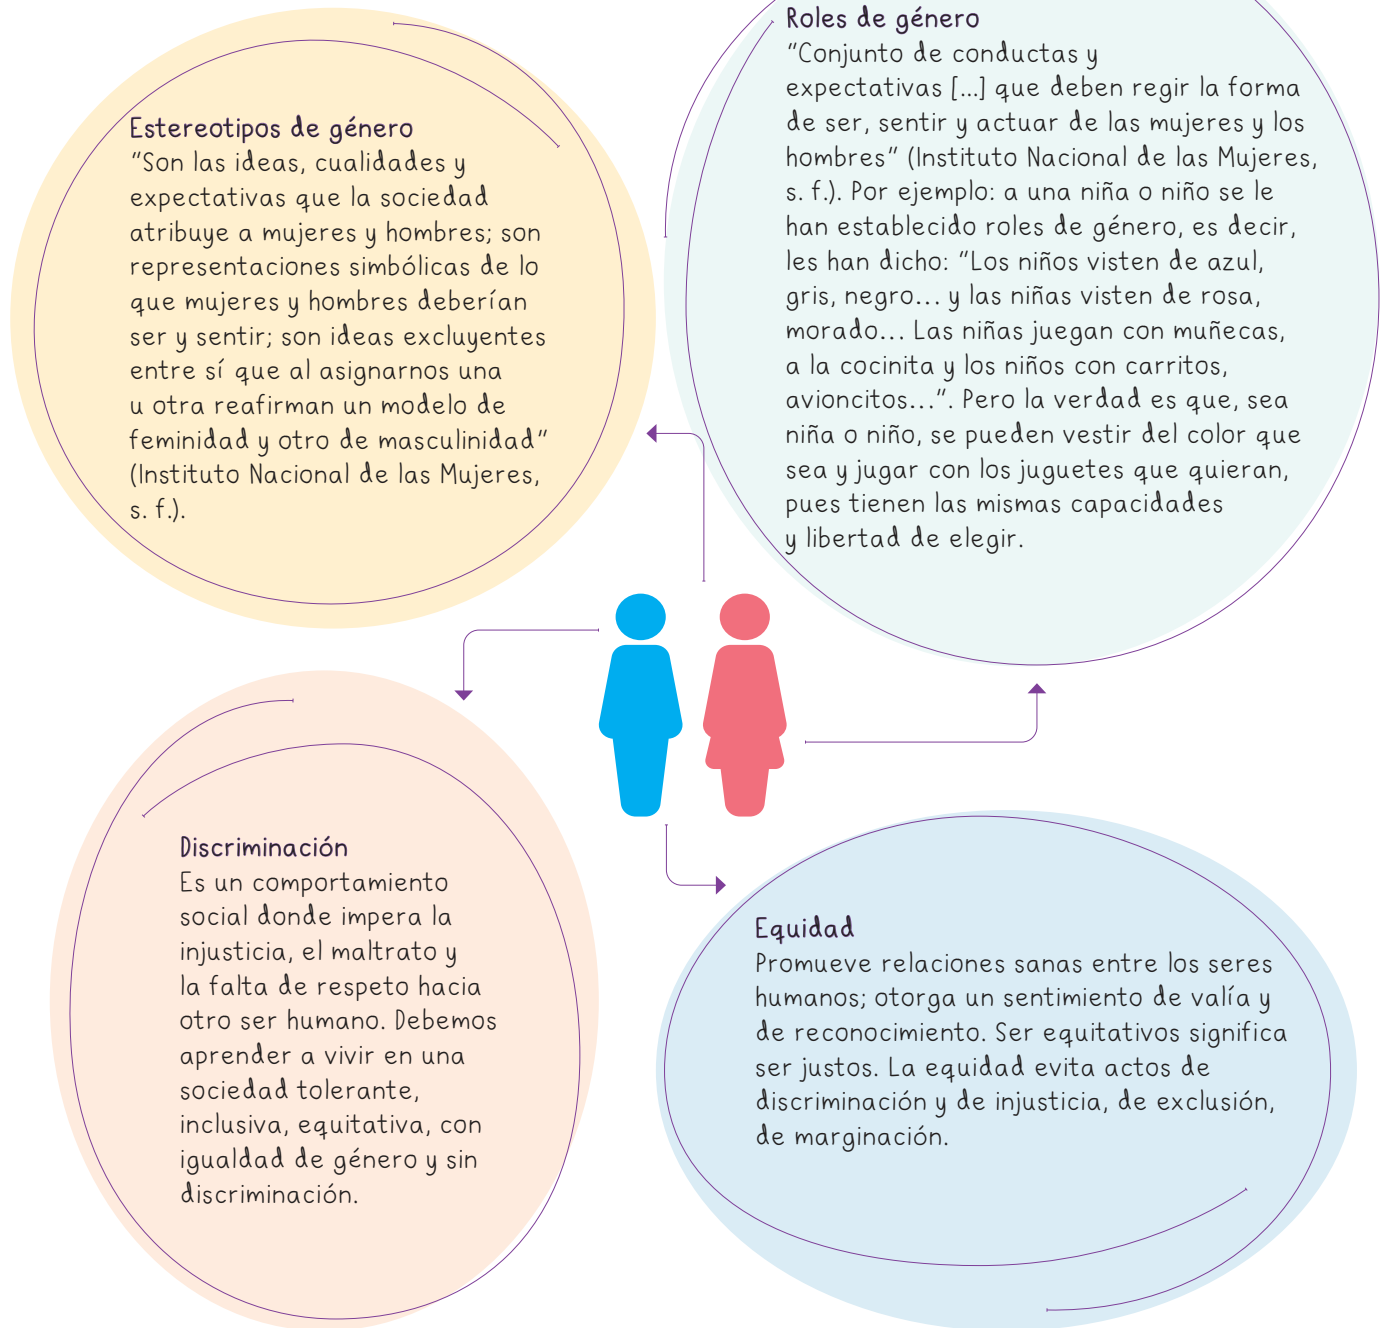 Estereotipos de género
“Son las ideas, cualidades y
expectativas que la sociedad
atribuye a mujeres y hombres; son
representaciones simbólicas de lo
que mujeres y hombres deberían
ser y sentir; son ideas excluyentes
entre sí que al asignarnos una
u otra reafirman un modelo de
feminidad y otro de masculinidad”
(Instituto Nacional de las Mujeres,
s. f.).
Roles de género
“Conjunto de conductas y
expectativas [...] que deben regir la forma
de ser, sentir y actuar de las mujeres y los
hombres” (Instituto Nacional de las Mujeres,
s. f.). Por ejemplo: a una niña o niño se le
han establecido roles de género, es decir,
les han dicho: “Los niños visten de azul,
gris, negro... y las niñas visten de rosa,
morado... Las niñas juegan con muñecas,
a la cocinita y los niños con carritos,
avioncitos...”. Pero la verdad es que, sea
niña o niño, se pueden vestir del color que
sea y jugar con los juguetes que quieran,
pues tienen las mismas capacidades
y libertad de elegir.
Discriminación
Es un comportamiento
social donde impera la
injusticia, el maltrato y
la falta de respeto hacia
otro ser humano. Debemos
aprender a vivir en una
sociedad tolerante,
inclusiva, equitativa, con
igualdad de género y sin
discriminación.
Equidad
Promueve relaciones sanas entre los seres
humanos; otorga un sentimiento de valía y
de reconocimiento. Ser equitativos significa
ser justos. La equidad evita actos de
discriminación y de injusticia, de exclusión,
de marginación.